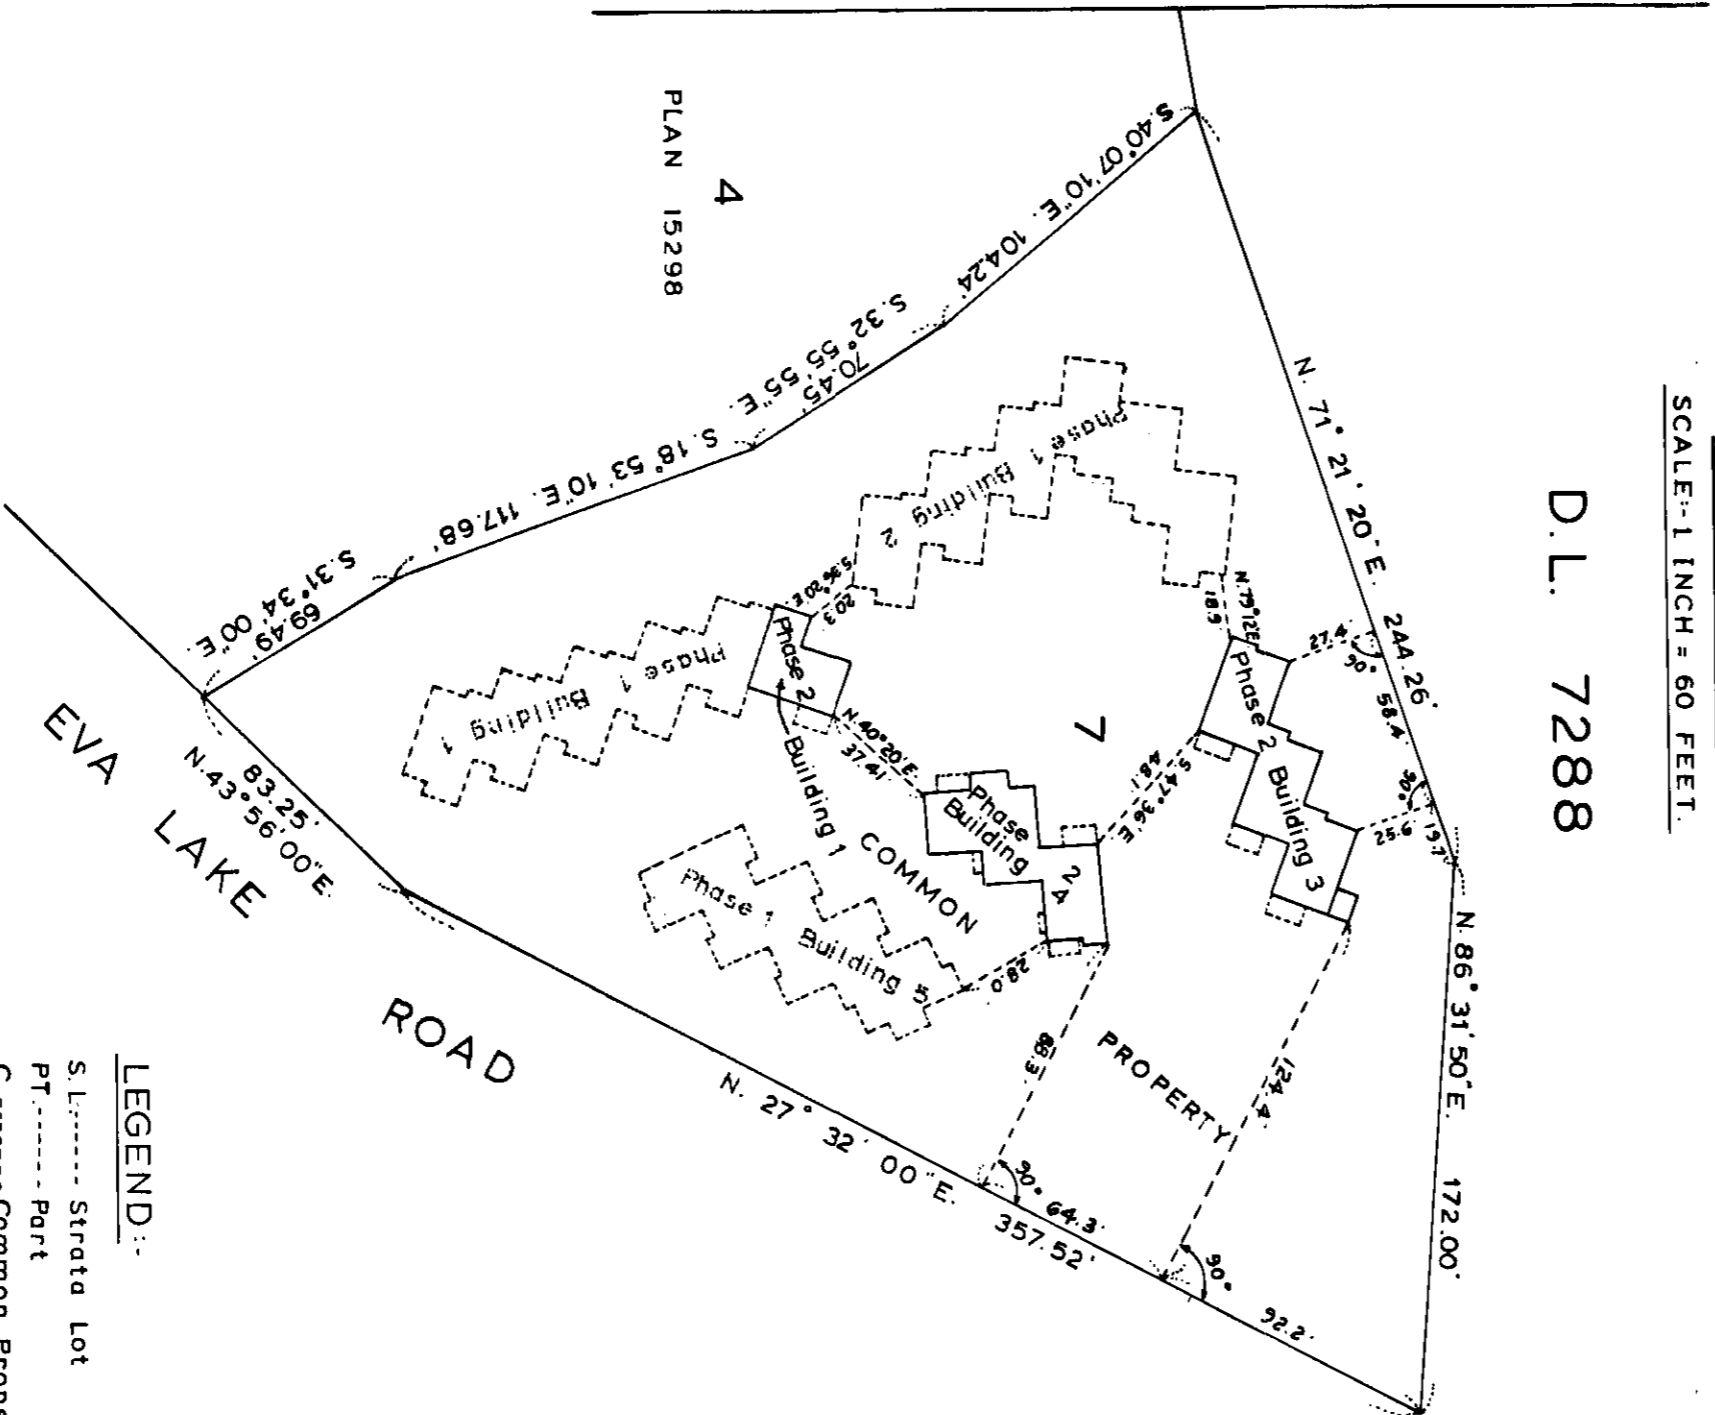 SCALE:- 1 INCH = 60 FEET.
D.L. 7288
N. 71° 21' 20" E. 244.26'
N. 86° 31' 50" E. 172.00'
S. 40° 07' 10" E. 104.24'
S. 32° 55' 55" E.
70.45'
S. 18° 53' 10" E. 117.68'
S. 31° 34' 00" E.
69.49'
83.25'
N. 43° 56' 00" E.
N. 27° 32' 00" E.
357.52'
4
PLAN 15298
7
Phase 1
Building 2
S. 36° 20' E.
20.3
N. 79° 12' E.
18.9
27.4'
90°
58.4'
90°
19.7'
25.6
Phase 2
Building 3
S. 47° 36' E
48.1
Phase 2
Building 4
Phase 2
Building 1
N. 40° 20' E.
37.4'
Phase 1
Building 1
Phase 1
Building 5
28.0
88.3'
124.4'
90°
64.3'
90°
92.2'
COMMON
PROPERTY
EVA LAKE
ROAD
LEGEND:-
S.L.------ Strata Lot
PT.------ Part